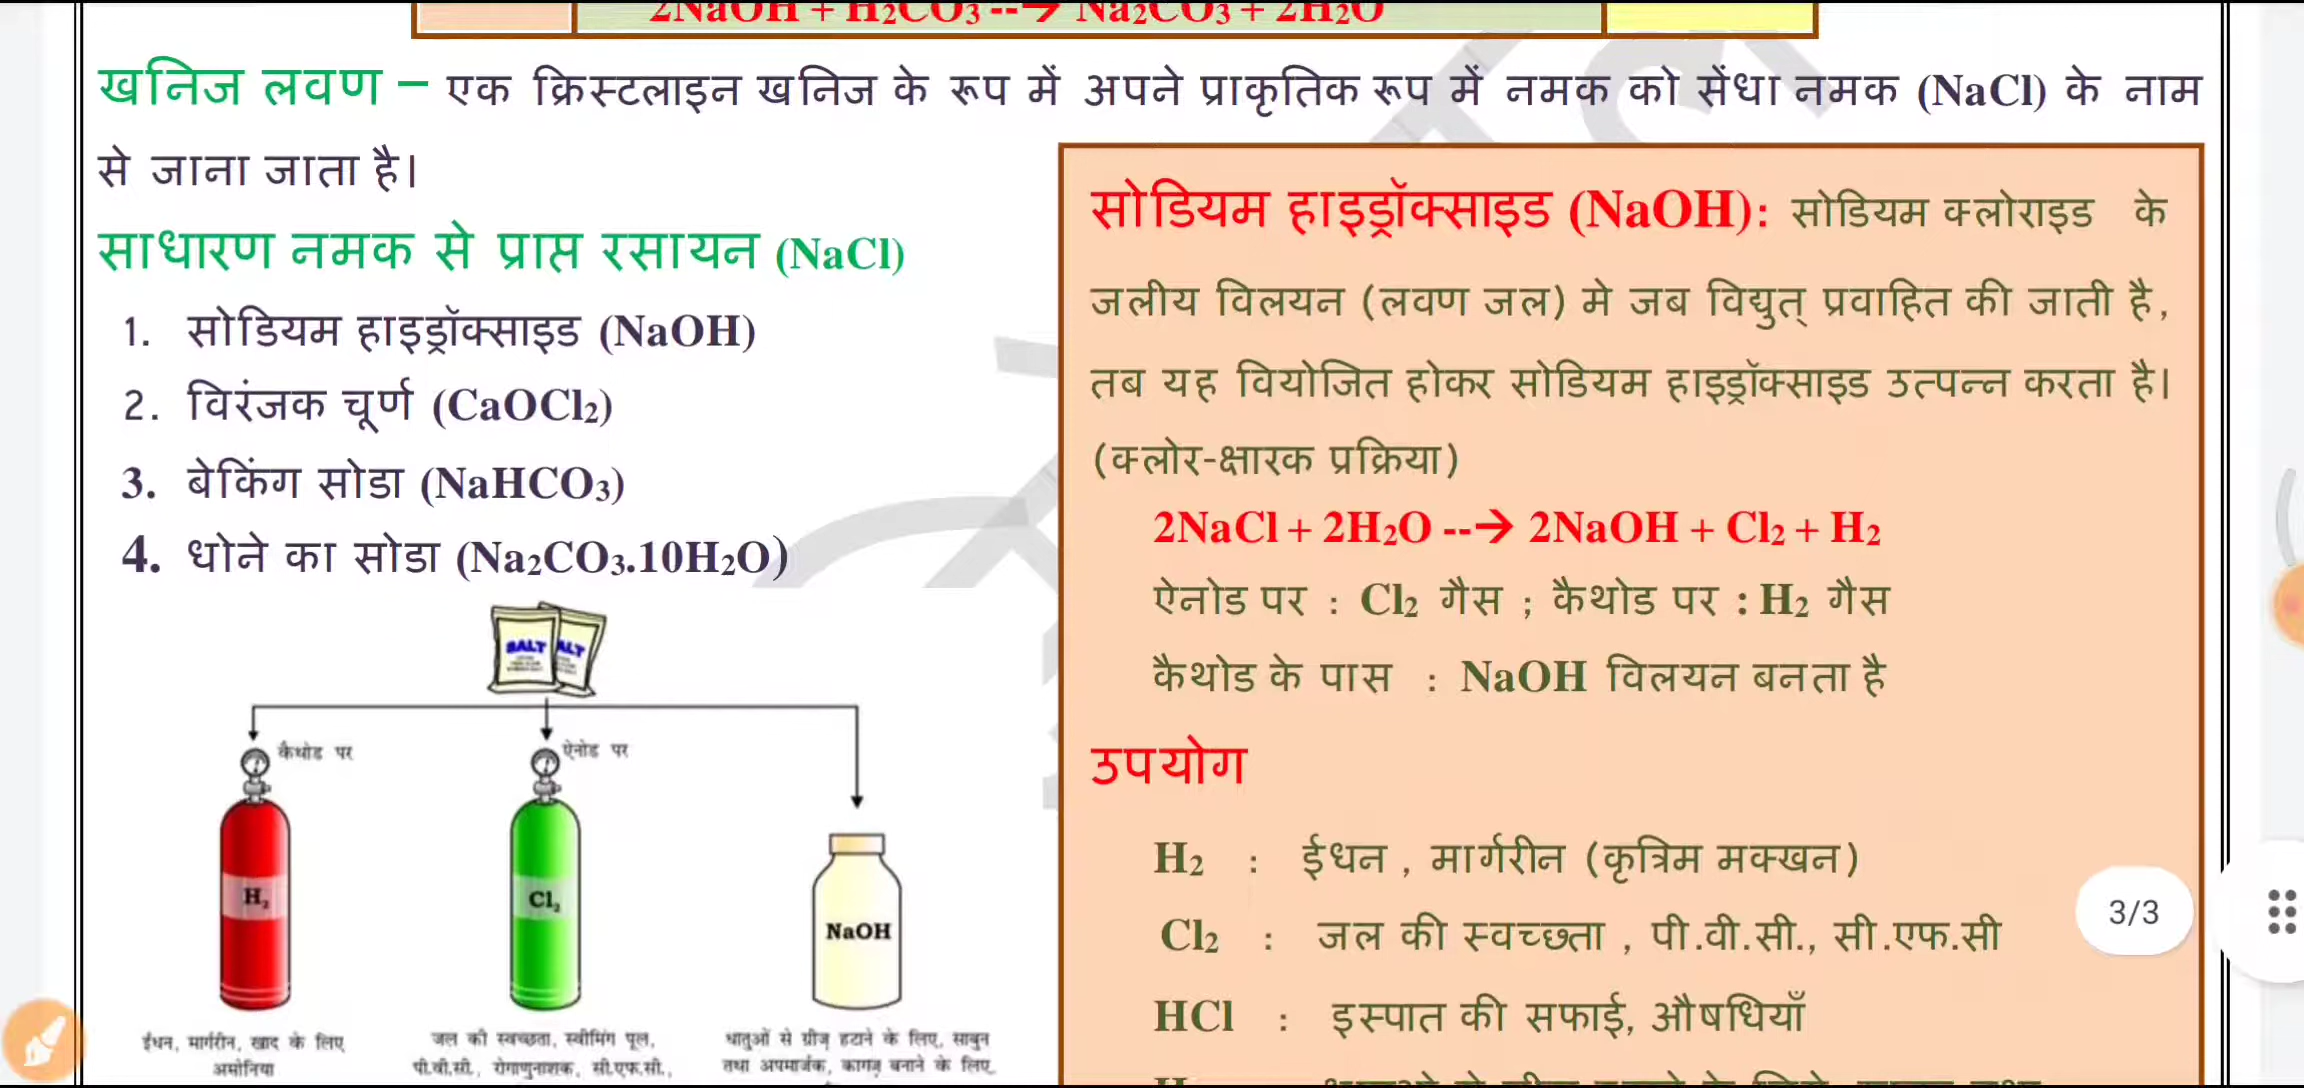 2NaOH + H2CO3 --→ Na2CO3 + 2H2O
खनिज लवण – एक क्रिस्टलाइन खनिज के रूप में अपने प्राकृतिक रूप में नमक को सेंधा नमक (NaCl) के नाम
से जाना जाता है।
साधारण नमक से प्राप्त रसायन (NaCl)
1. सोडियम हाइड्रॉक्साइड (NaOH)
2. विरंजक चूर्ण (CaOCl2)
3. बेकिंग सोडा (NaHCO3)
4. धोने का सोडा (Na2CO3.10H2O)
SALT
ALT
कैथोड पर
ऐनोड पर
H2
Cl2
NaOH
ईंधन, मार्गरीन, खाद के लिए
अमोनिया
जल की स्वच्छता, स्वीमिंग पूल,
पी.वी.सी., रोगाणुनाशक, सी.एफ.सी.,
धातुओं से ग्रीज़ हटाने के लिए, साबुन
तथा अपमार्जक, कागज़ बनाने के लिए,
सोडियम हाइड्रॉक्साइड (NaOH): सोडियम क्लोराइड के
जलीय विलयन (लवण जल) मे जब विद्युत् प्रवाहित की जाती है,
तब यह वियोजित होकर सोडियम हाइड्रॉक्साइड उत्पन्न करता है।
(क्लोर-क्षारक प्रक्रिया)
2NaCl + 2H2O --→ 2NaOH + Cl2 + H2
ऐनोड पर : Cl2 गैस ; कैथोड पर : H2 गैस
कैथोड के पास : NaOH विलयन बनता है
उपयोग
H2 : ईंधन , मार्गरीन (कृत्रिम मक्खन)
Cl2 : जल की स्वच्छता , पी.वी.सी., सी.एफ.सी
HCl : इस्पात की सफाई, औषधियाँ
3/3